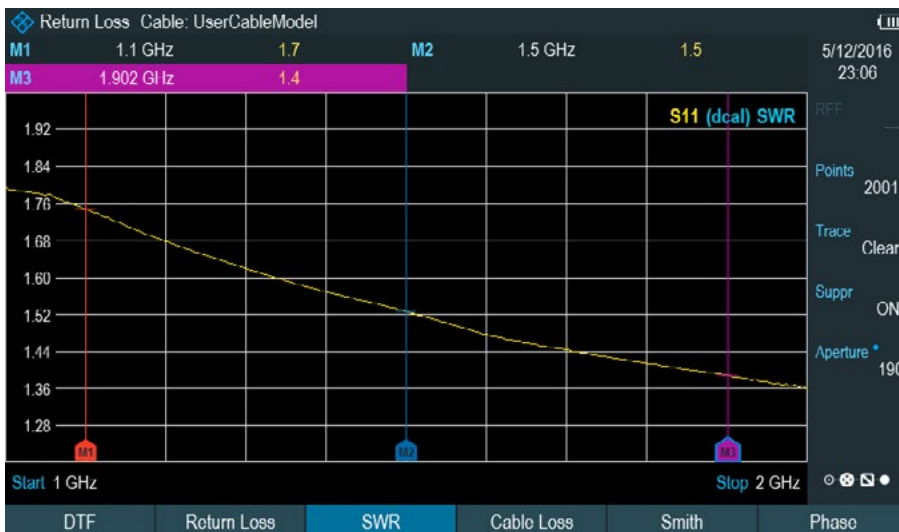 Return Loss Cable: UserCableModel
M1 1.1 GHz 1.7 M2 1.5 GHz 1.5
5/12/2016
23:06
M3 1.902 GHz 1.4
S11 (dcal) SWR
REF
1.92
1.84
1.76
1.68
1.60
1.52
1.44
1.36
1.28
Points
2001
Trace
Clear
Suppr
ON
Aperture
190
M1 M2 M3
Start 1 GHz Stop 2 GHz
DTF Return Loss SWR Cable Loss Smith Phase